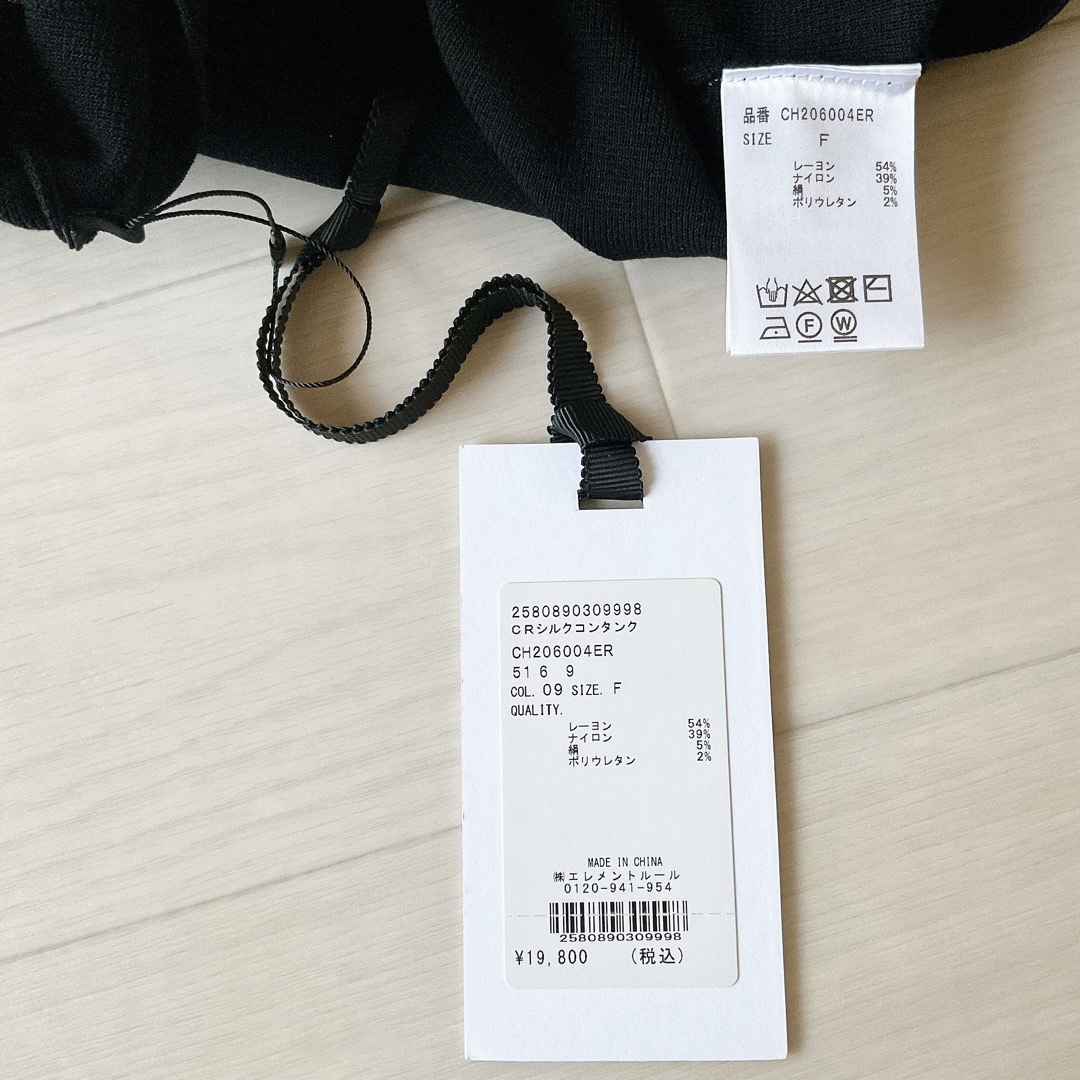 品番 CH206004ER
SIZE F
レーヨン 54%
ナイロン 39%
絹 5%
ポリウレタン 2%
F W
2580890309998
CRシルクコンタンク
CH206004ER
51 6 9
COL. 09 SIZE. F
QUALITY.
レーヨン 54%
ナイロン 39%
絹 5%
ポリウレタン 2%
MADE IN CHINA
㈱エレメントルール
0120-941-954
2580890309998
¥19,800 (税込)